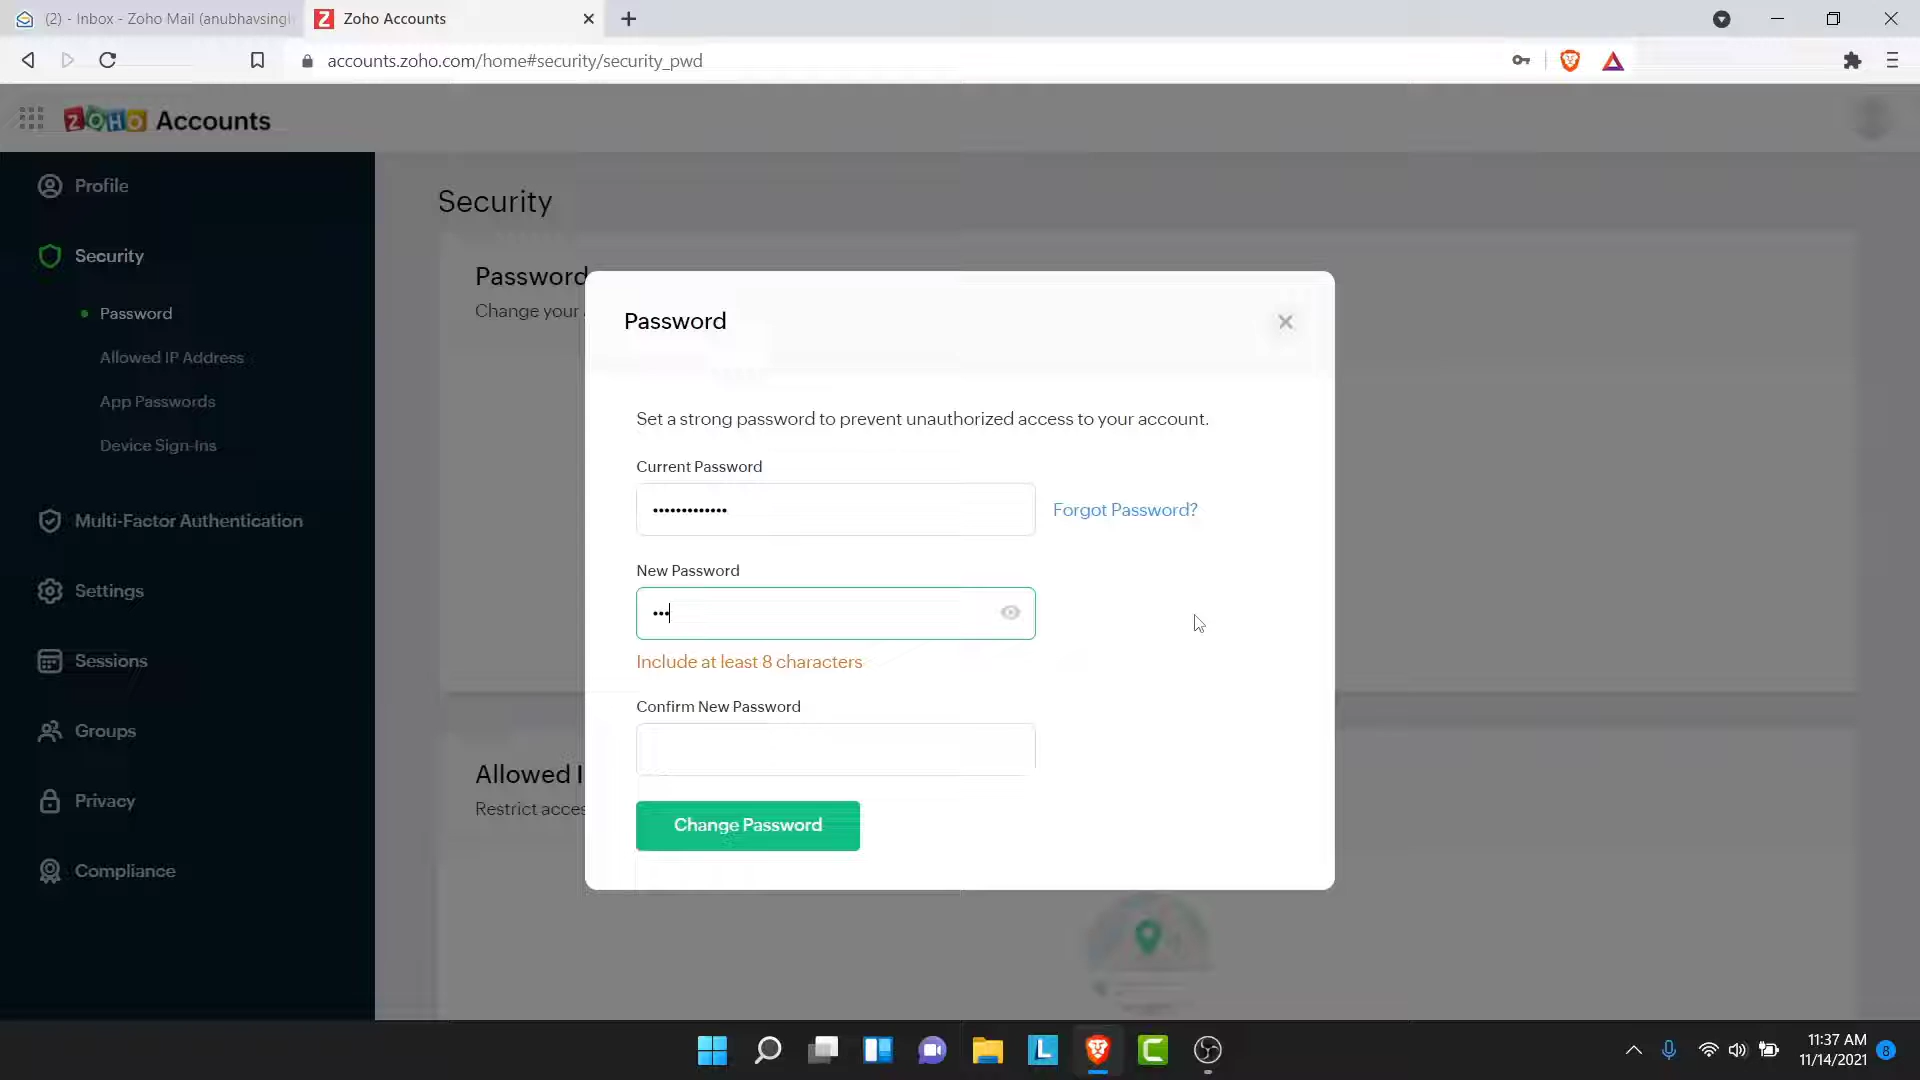 (2) - Inbox - Zoho Mail (anubhavsingh
Zoho Accounts
accounts.zoho.com/home#security/security_pwd
ZOHO Accounts
Profile
Security
Password
Allowed IP Address
App Passwords
Device Sign-Ins
Multi-Factor Authentication
Settings
Sessions
Groups
Privacy
Compliance
Security
Password
Change your
Allowed I
Restrict acces
Password
Set a strong password to prevent unauthorized access to your account.
Current Password
•••••••••••••
Forgot Password?
New Password
•••
Include at least 8 characters
Confirm New Password
Change Password
11:37 AM
11/14/2021
8